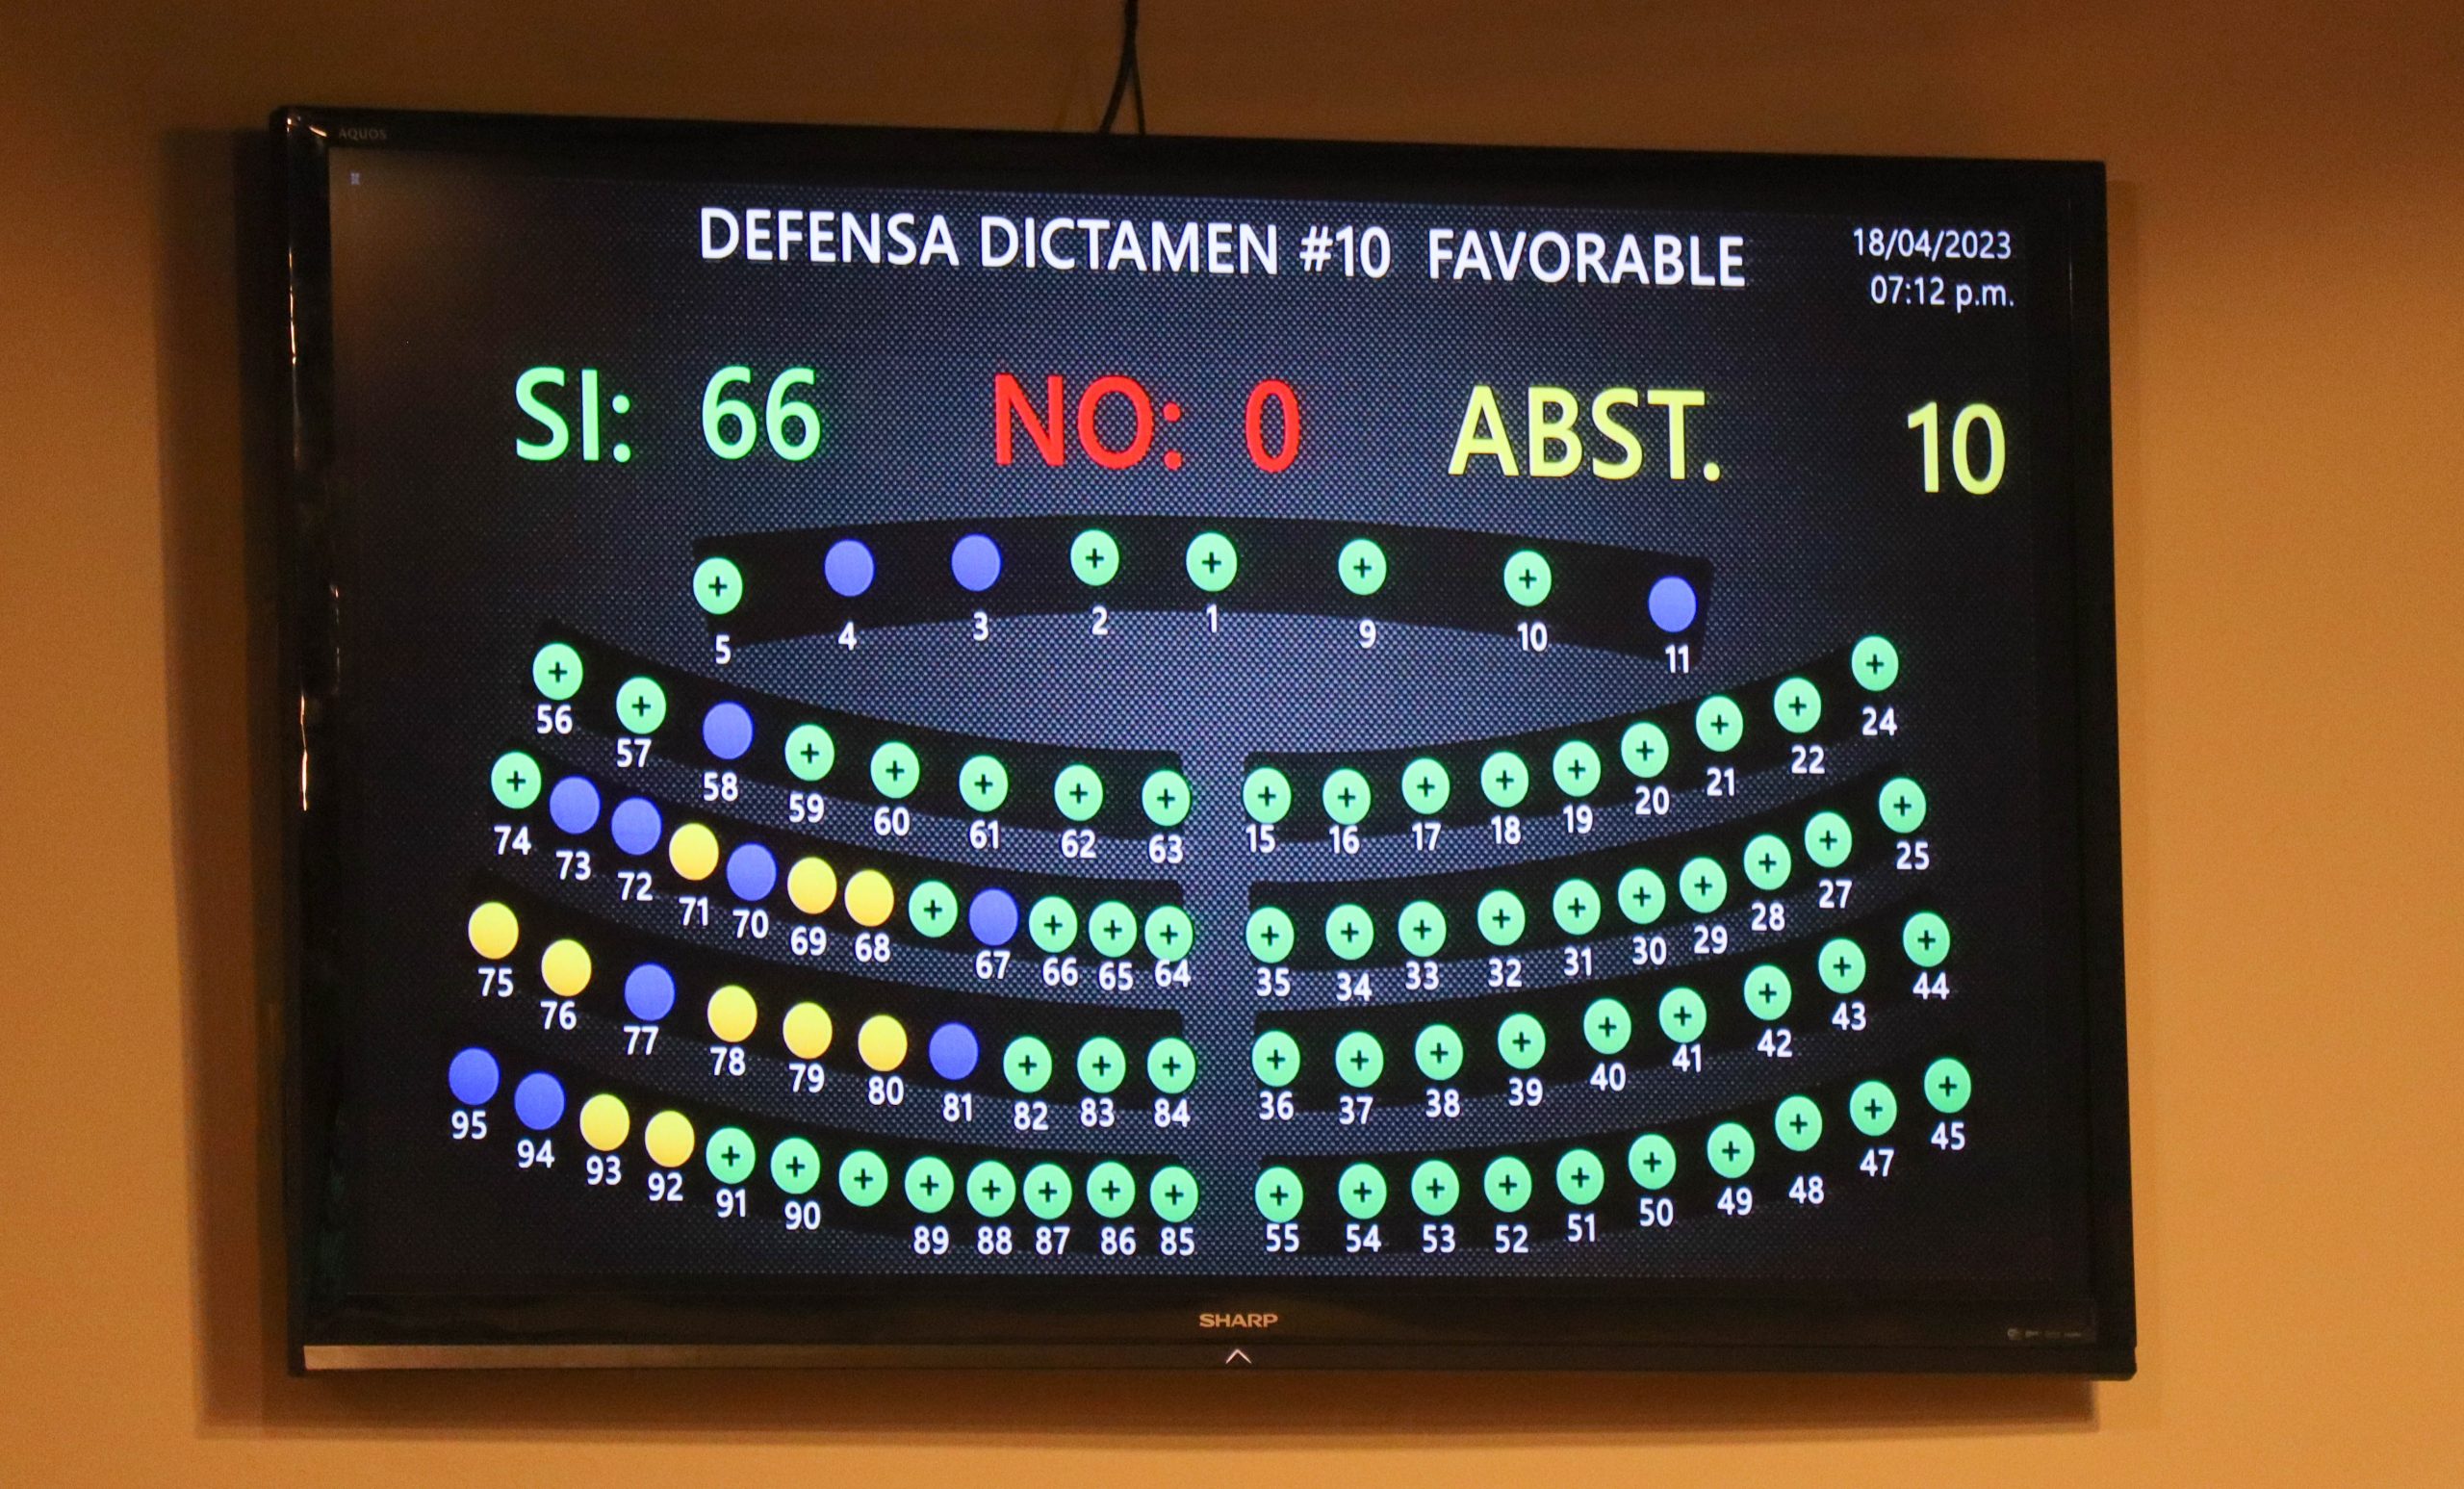 AQUOS
DEFENSA DICTAMEN #10 FAVORABLE
18/04/2023
07:12 p.m.
SI: 66 NO: 0 ABST. 10
5 4 3 2 1 9 10 11
56 57 58 59 60 61 62 63 15 16 17 18 19 20 21 22 24
74 73 72 71 70 69 68 67 66 65 64 35 34 33 32 31 30 29 28 27 25
75 76 77 78 79 80 81 82 83 84 36 37 38 39 40 41 42 43 44
95 94 93 92 91 90 89 88 87 86 85 55 54 53 52 51 50 49 48 47 45
SHARP